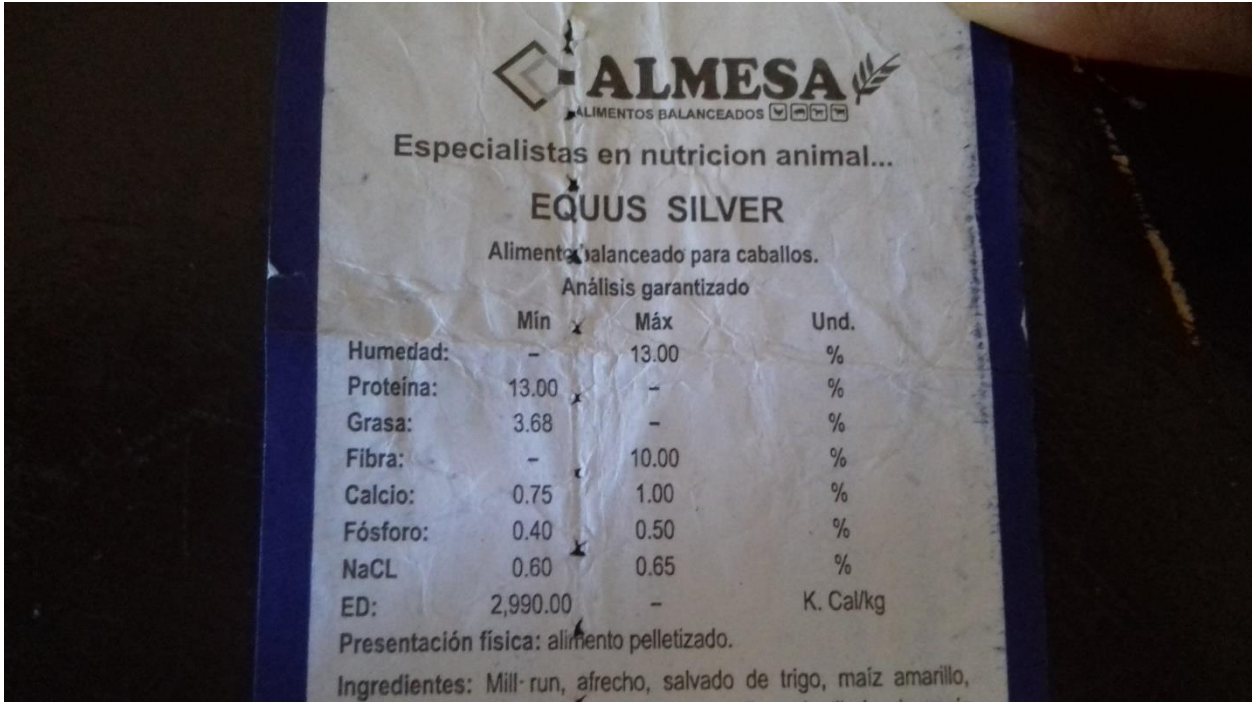 ALMESA
ALIMENTOS BALANCEADOS
Especialistas en nutricion animal...
EQUUS SILVER
Alimento balanceado para caballos.
Análisis garantizado
Mín Máx Und.
Humedad: – 13.00 %
Proteína: 13.00 – %
Grasa: 3.68 – %
Fibra: – 10.00 %
Calcio: 0.75 1.00 %
Fósforo: 0.40 0.50 %
NaCL 0.60 0.65 %
ED: 2,990.00 – K. Cal/kg
Presentación física: alimento pelletizado.
Ingredientes: Mill-run, afrecho, salvado de trigo, maíz amarillo,